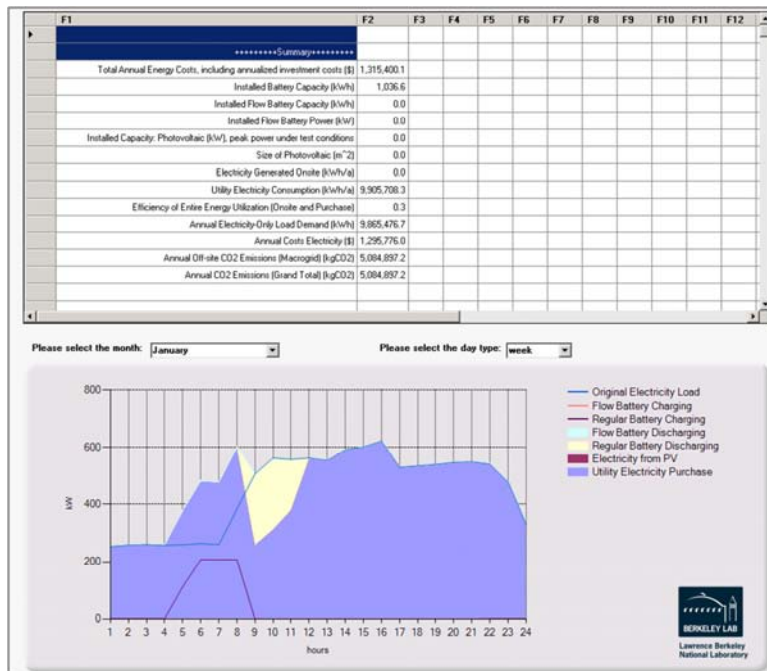 F1 F2 F3 F4 F5 F6 F7 F8 F9 F10 F11 F12
*********Summary*********
Total Annual Energy Costs, including annualized investment costs ($) 1,315,400.1
Installed Battery Capacity (kWh) 1,036.6
Installed Flow Battery Capacity (kWh) 0.0
Installed Flow Battery Power (kW) 0.0
Installed Capacity: Photovoltaic (kW), peak power under test conditions 0.0
Size of Photovoltaic (m^2) 0.0
Electricity Generated Onsite (kWh/a) 0.0
Utility Electricity Consumption (kWh/a) 9,905,708.3
Efficiency of Entire Energy Utilization (Onsite and Purchase) 0.3
Annual Electricity-Only Load Demand (kWh) 9,865,476.7
Annual Costs Electricity ($) 1,295,776.0
Annual Off-site CO2 Emissions (Macrogrid) (kgCO2) 5,084,897.2
Annual CO2 Emissions (Grand Total) (kgCO2) 5,084,897.2
Please select the month: January Please select the day type: week
800
600
400
200
0
kW
1 2 3 4 5 6 7 8 9 10 11 12 13 14 15 16 17 18 19 20 21 22 23 24
hours
Original Electricity Load
Flow Battery Charging
Regular Battery Charging
Flow Battery Discharging
Regular Battery Discharging
Electricity from PV
Utility Electricity Purchase
BERKELEY LAB
Lawrence Berkeley
National Laboratory